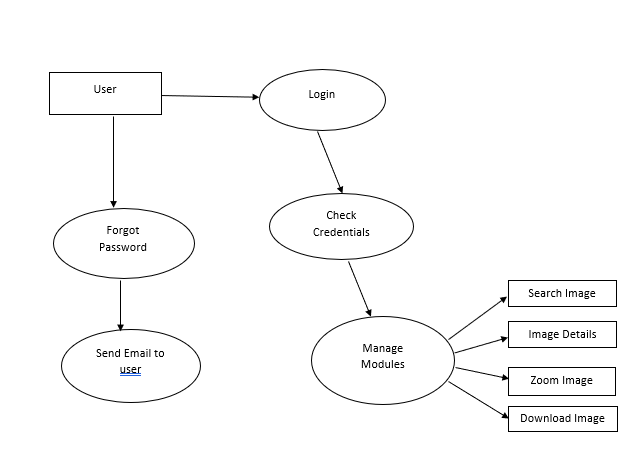 User
Login
Forgot
Password
Check
Credentials
Send Email to
user
Manage
Modules
Search Image
Image Details
Zoom Image
Download Image